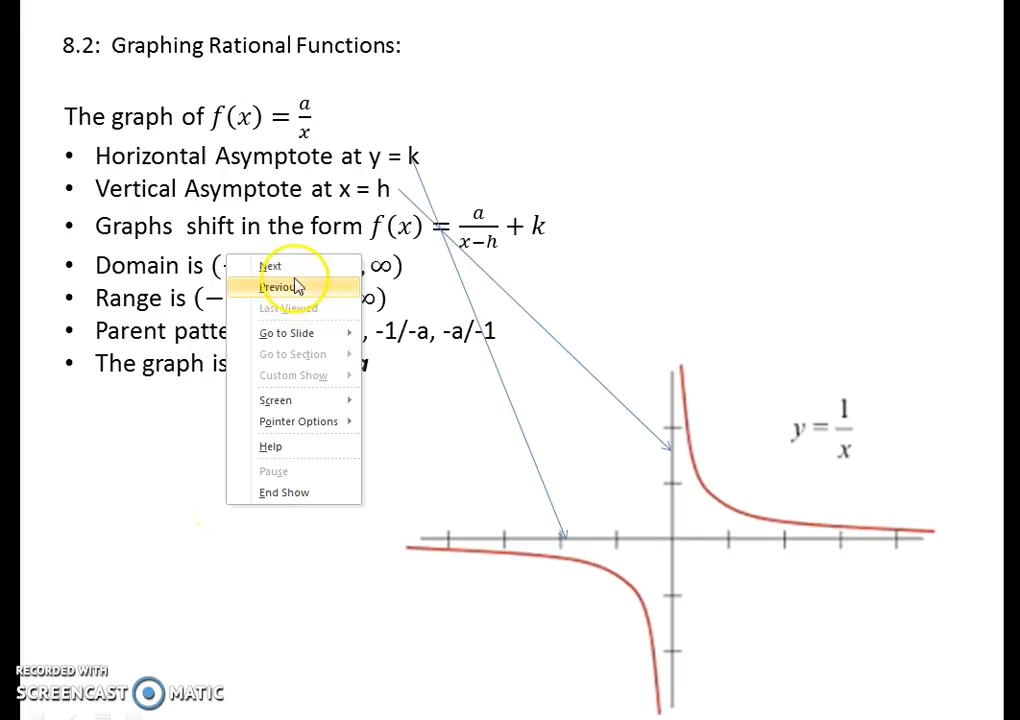 8.2: Graphing Rational Functions:
The graph of f(x) = a/x
• Horizontal Asymptote at y = k
• Vertical Asymptote at x = h
• Graphs shift in the form f(x) = a/(x−h) + k
• Domain is ( , ∞)
• Range is (− ∞)
• Parent , -1/-a, -a/-1
• The graph is a
Next
Previous
Last Viewed
Go to Slide
Go to Section
Custom Show
Screen
Pointer Options
Help
Pause
End Show
y = 1/x
RECORDED WITH
SCREENCAST MATIC